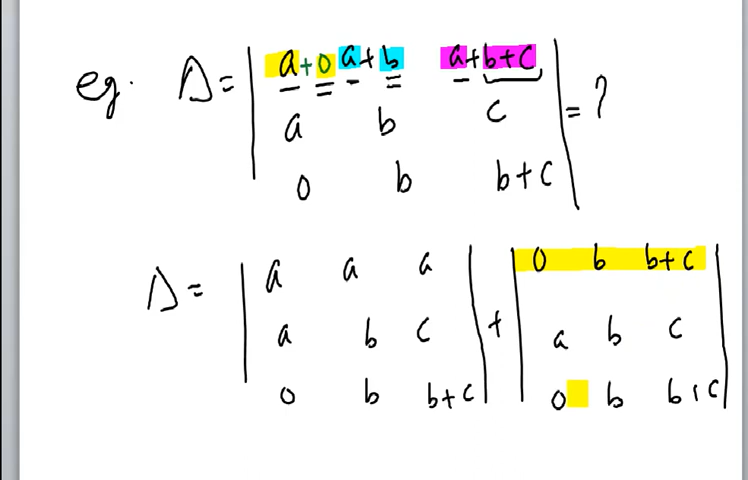 eg. Δ = | a+0 a+b a+b+c |
| a b c | = ?
| 0 b b+c |
Δ = | a a a | + | 0 b b+c |
| a b c | | a b c |
| 0 b b+c | | 0 b b+c |